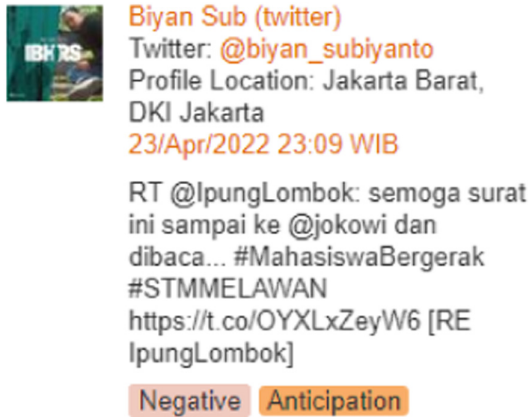 IBHRS
Biyan Sub (twitter)
Twitter: @biyan_subiyanto
Profile Location: Jakarta Barat,
DKI Jakarta
23/Apr/2022 23:09 WIB
RT @IpungLombok: semoga surat
ini sampai ke @jokowi dan
dibaca... #MahasiswaBergerak
#STMMELAWAN
https://t.co/OYXLxZeyW6 [RE
IpungLombok]
Negative Anticipation